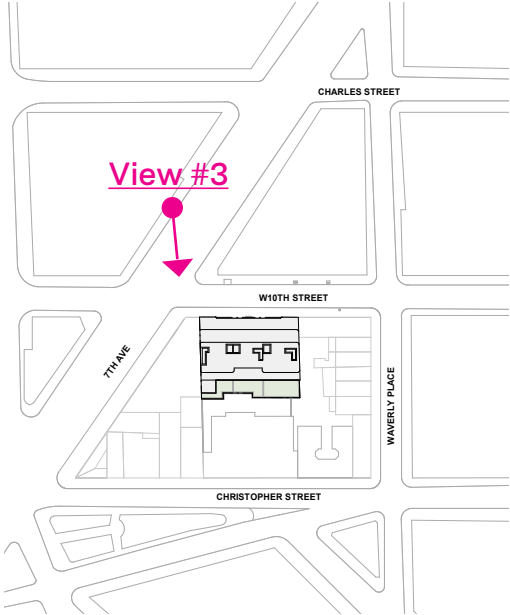 CHARLES STREET
View #3
W10TH STREET
7TH AVE
WAVERLY PLACE
CHRISTOPHER STREET